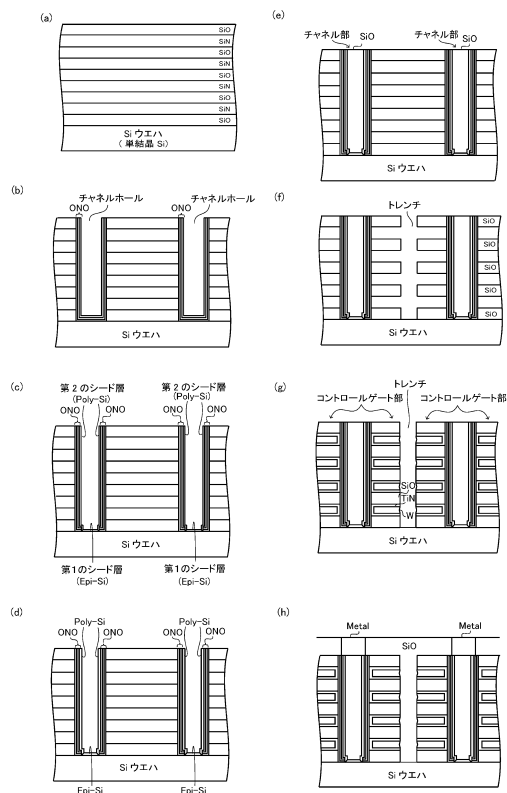 (a)
SiO
SiN
SiO
SiN
SiO
SiN
SiO
SiN
SiO
Si ウエハ
(単結晶 Si)
(b)
ONO
チャネルホール
ONO
チャネルホール
Si ウエハ
(c)
第2のシード層
(Poly-Si)
ONO
ONO
第2のシード層
(Poly-Si)
ONO
ONO
Si ウエハ
第1のシード層
(Epi-Si)
第1のシード層
(Epi-Si)
(d)
Poly-Si
ONO
ONO
Poly-Si
ONO
ONO
Si ウエハ
Epi-Si
Epi-Si
(e)
チャネル部
SiO
チャネル部
SiO
Si ウエハ
(f)
トレンチ
SiO
SiO
SiO
SiO
SiO
Si ウエハ
(g)
トレンチ
コントロールゲート部
コントロールゲート部
SiO
TiN
W
Si ウエハ
(h)
Metal
Metal
SiO
Si ウエハ